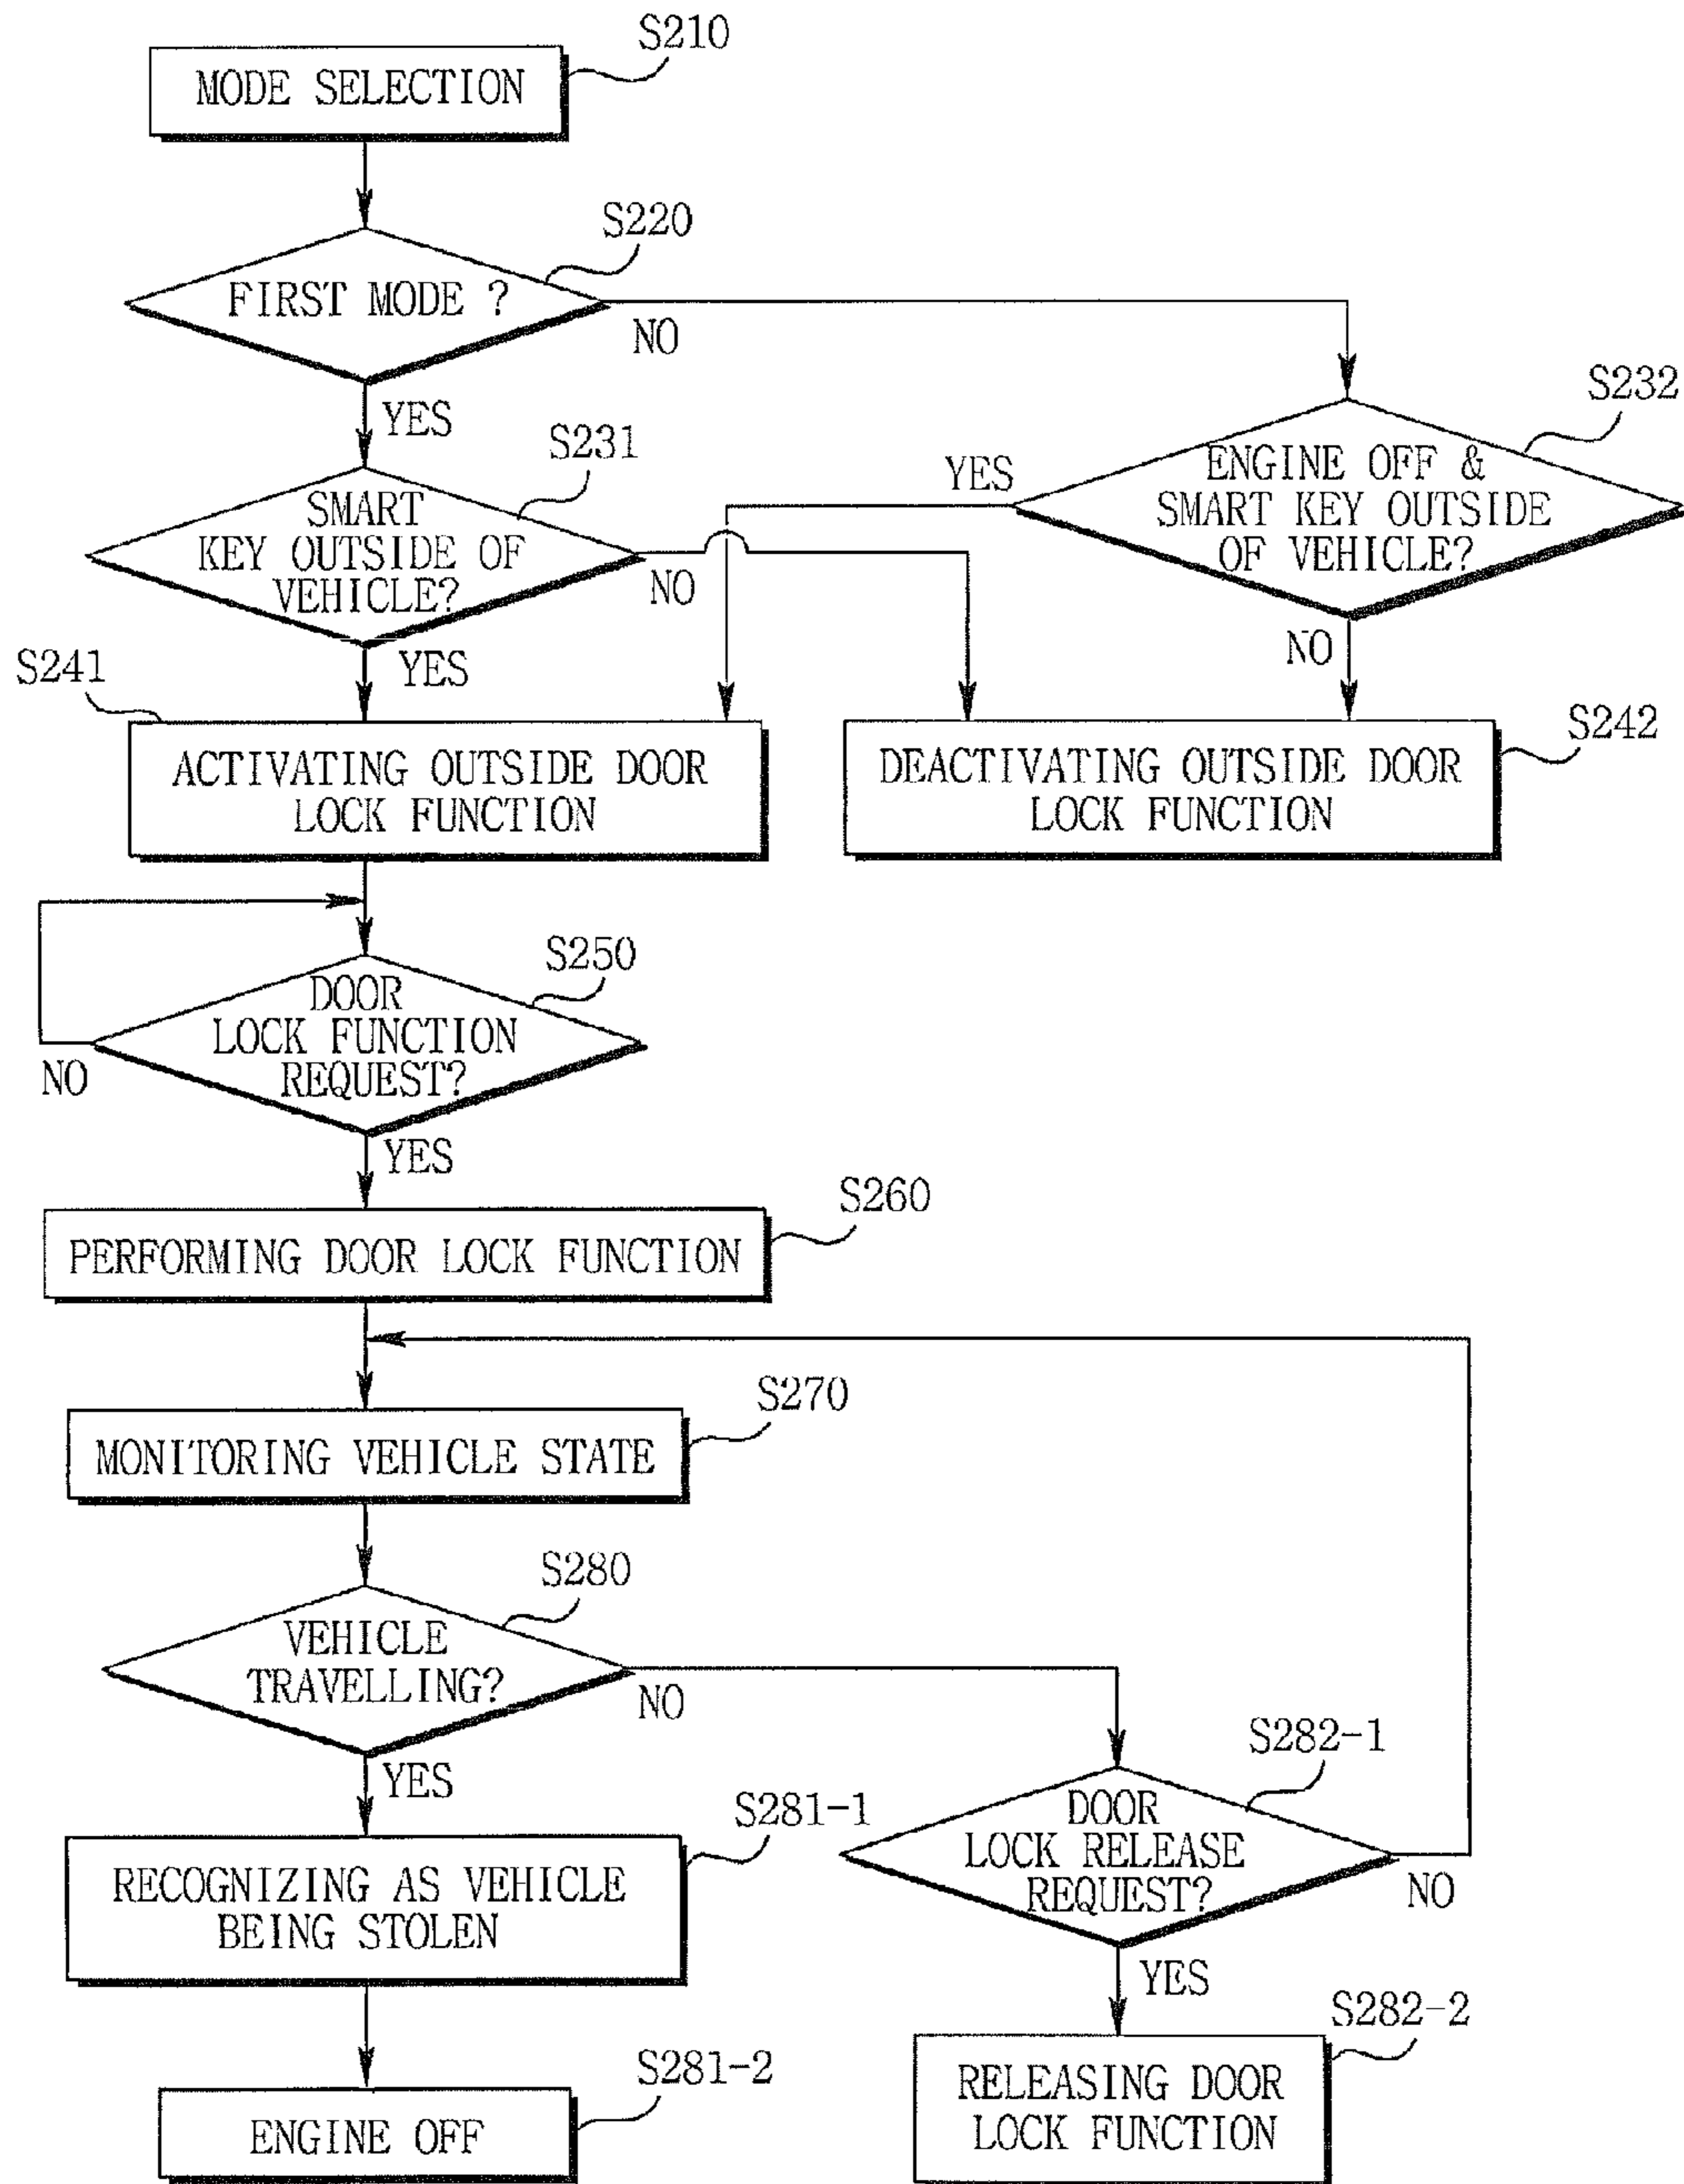 S210
MODE SELECTION
S220
FIRST MODE ?
NO
YES
S232
ENGINE OFF &
SMART KEY OUTSIDE
OF VEHICLE?
YES
NO
S231
SMART
KEY OUTSIDE OF
VEHICLE?
NO
YES
S241
ACTIVATING OUTSIDE DOOR
LOCK FUNCTION
S242
DEACTIVATING OUTSIDE DOOR
LOCK FUNCTION
S250
DOOR
LOCK FUNCTION
REQUEST?
NO
YES
S260
PERFORMING DOOR LOCK FUNCTION
S270
MONITORING VEHICLE STATE
S280
VEHICLE
TRAVELLING?
NO
YES
S281-1
RECOGNIZING AS VEHICLE
BEING STOLEN
S282-1
DOOR
LOCK RELEASE
REQUEST?
NO
YES
S281-2
ENGINE OFF
S282-2
RELEASING DOOR
LOCK FUNCTION